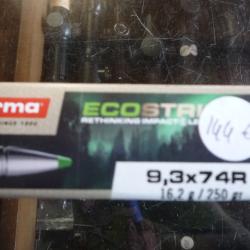 rma
SINCE 1902
ECOSTRI
RETHINKING IMPACT
144 €
9,3x74R
16,2 g / 250 gr